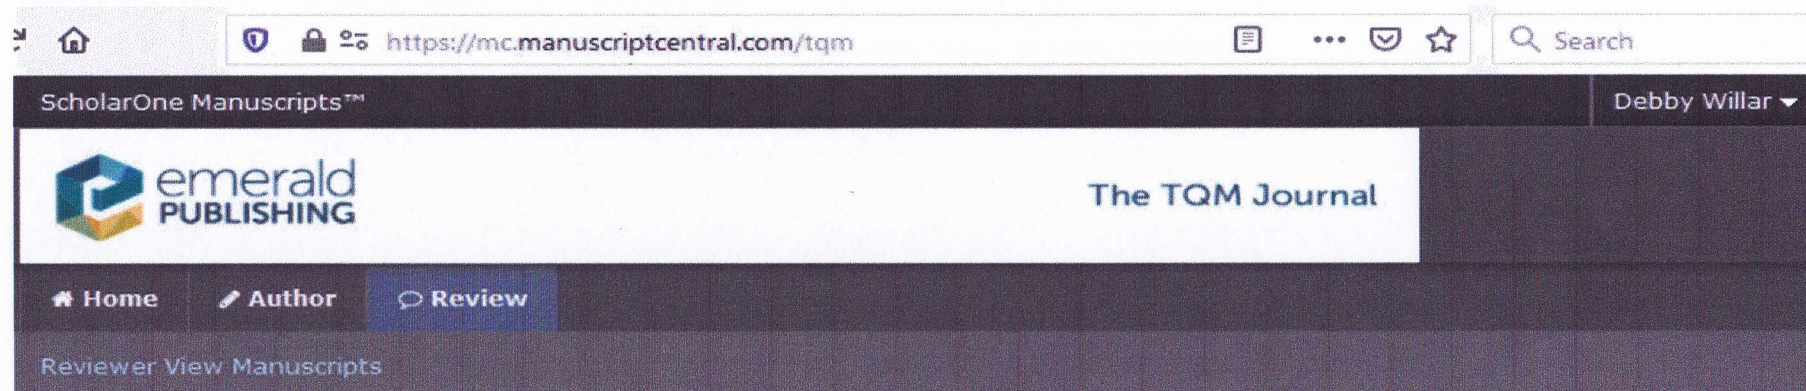 https://mc.manuscriptcentral.com/tqm
Search
ScholarOne Manuscripts™
Debby Willar
emerald
PUBLISHING
The TQM Journal
Home
Author
Review
Reviewer View Manuscripts